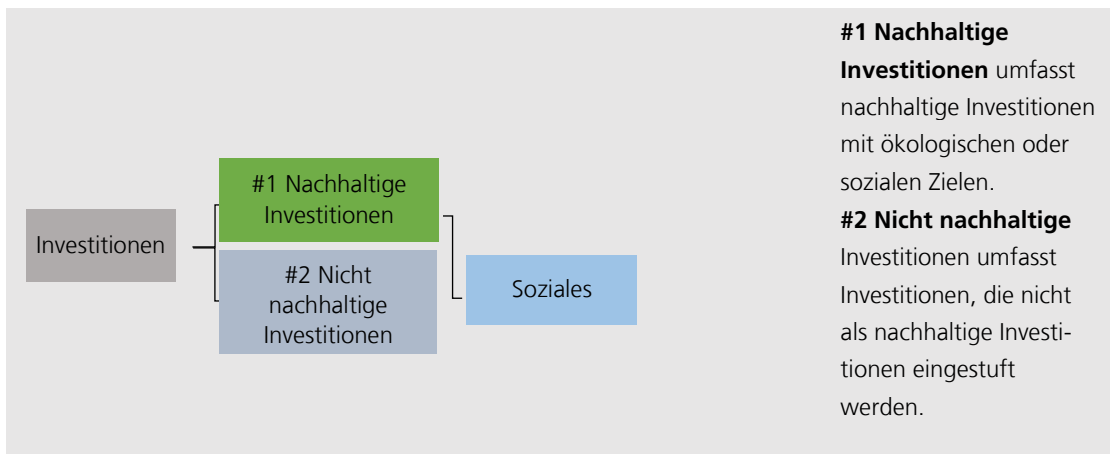 Investitionen
#1 Nachhaltige
Investitionen
#2 Nicht
nachhaltige
Investitionen
Soziales
#1 Nachhaltige
Investitionen umfasst
nachhaltige Investitionen
mit ökologischen oder
sozialen Zielen.
#2 Nicht nachhaltige
Investitionen umfasst
Investitionen, die nicht
als nachhaltige Investi-
tionen eingestuft
werden.